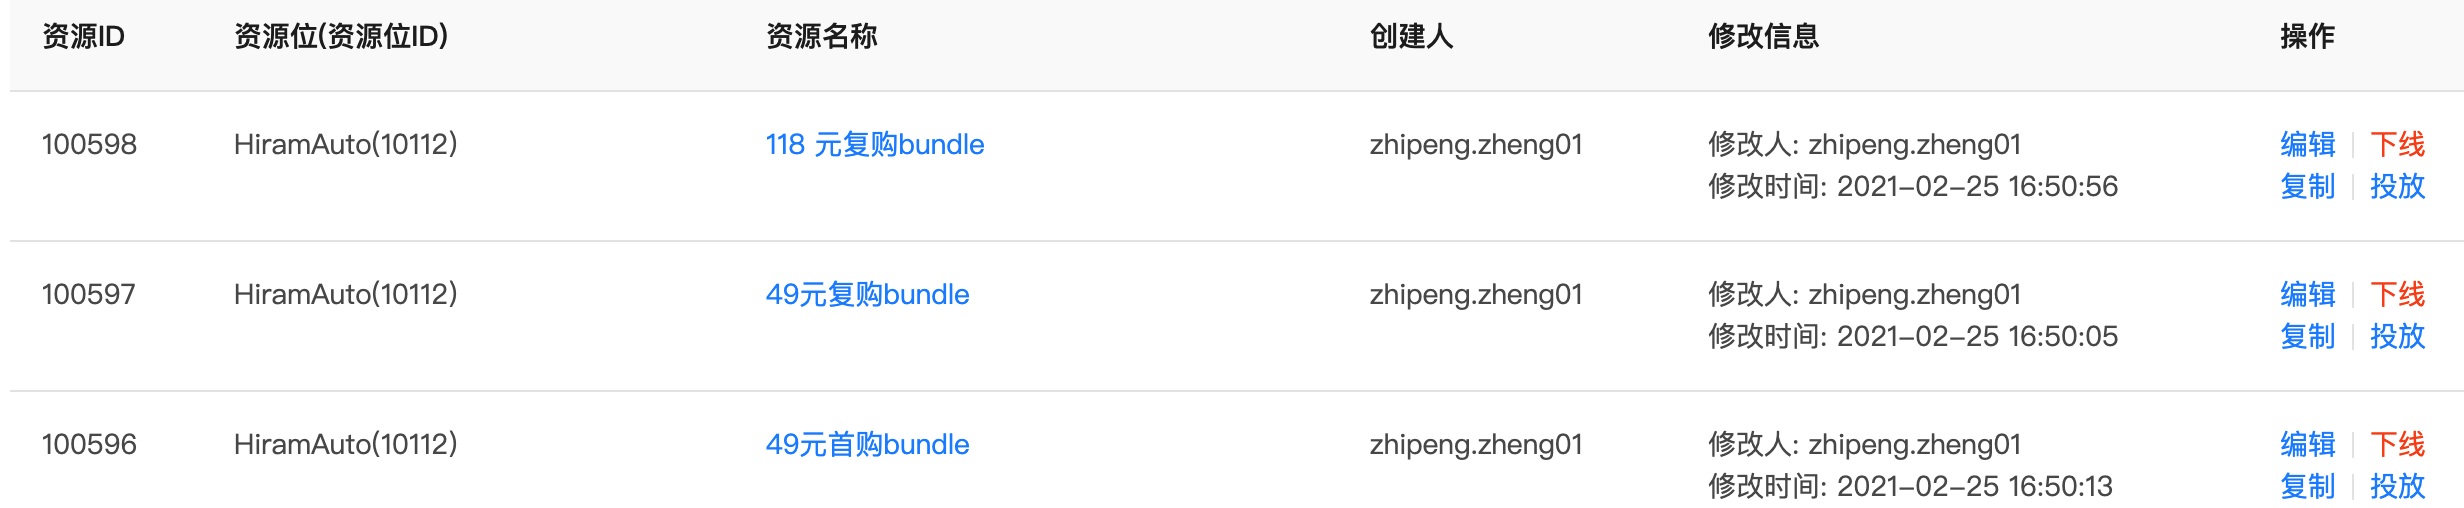 资源ID 资源位(资源位ID) 资源名称 创建人 修改信息 操作
100598 HiramAuto(10112) 118 元复购bundle zhipeng.zheng01 修改人: zhipeng.zheng01 编辑 下线
修改时间: 2021-02-25 16:50:56 复制 投放
100597 HiramAuto(10112) 49元复购bundle zhipeng.zheng01 修改人: zhipeng.zheng01 编辑 下线
修改时间: 2021-02-25 16:50:05 复制 投放
100596 HiramAuto(10112) 49元首购bundle zhipeng.zheng01 修改人: zhipeng.zheng01 编辑 下线
修改时间: 2021-02-25 16:50:13 复制 投放